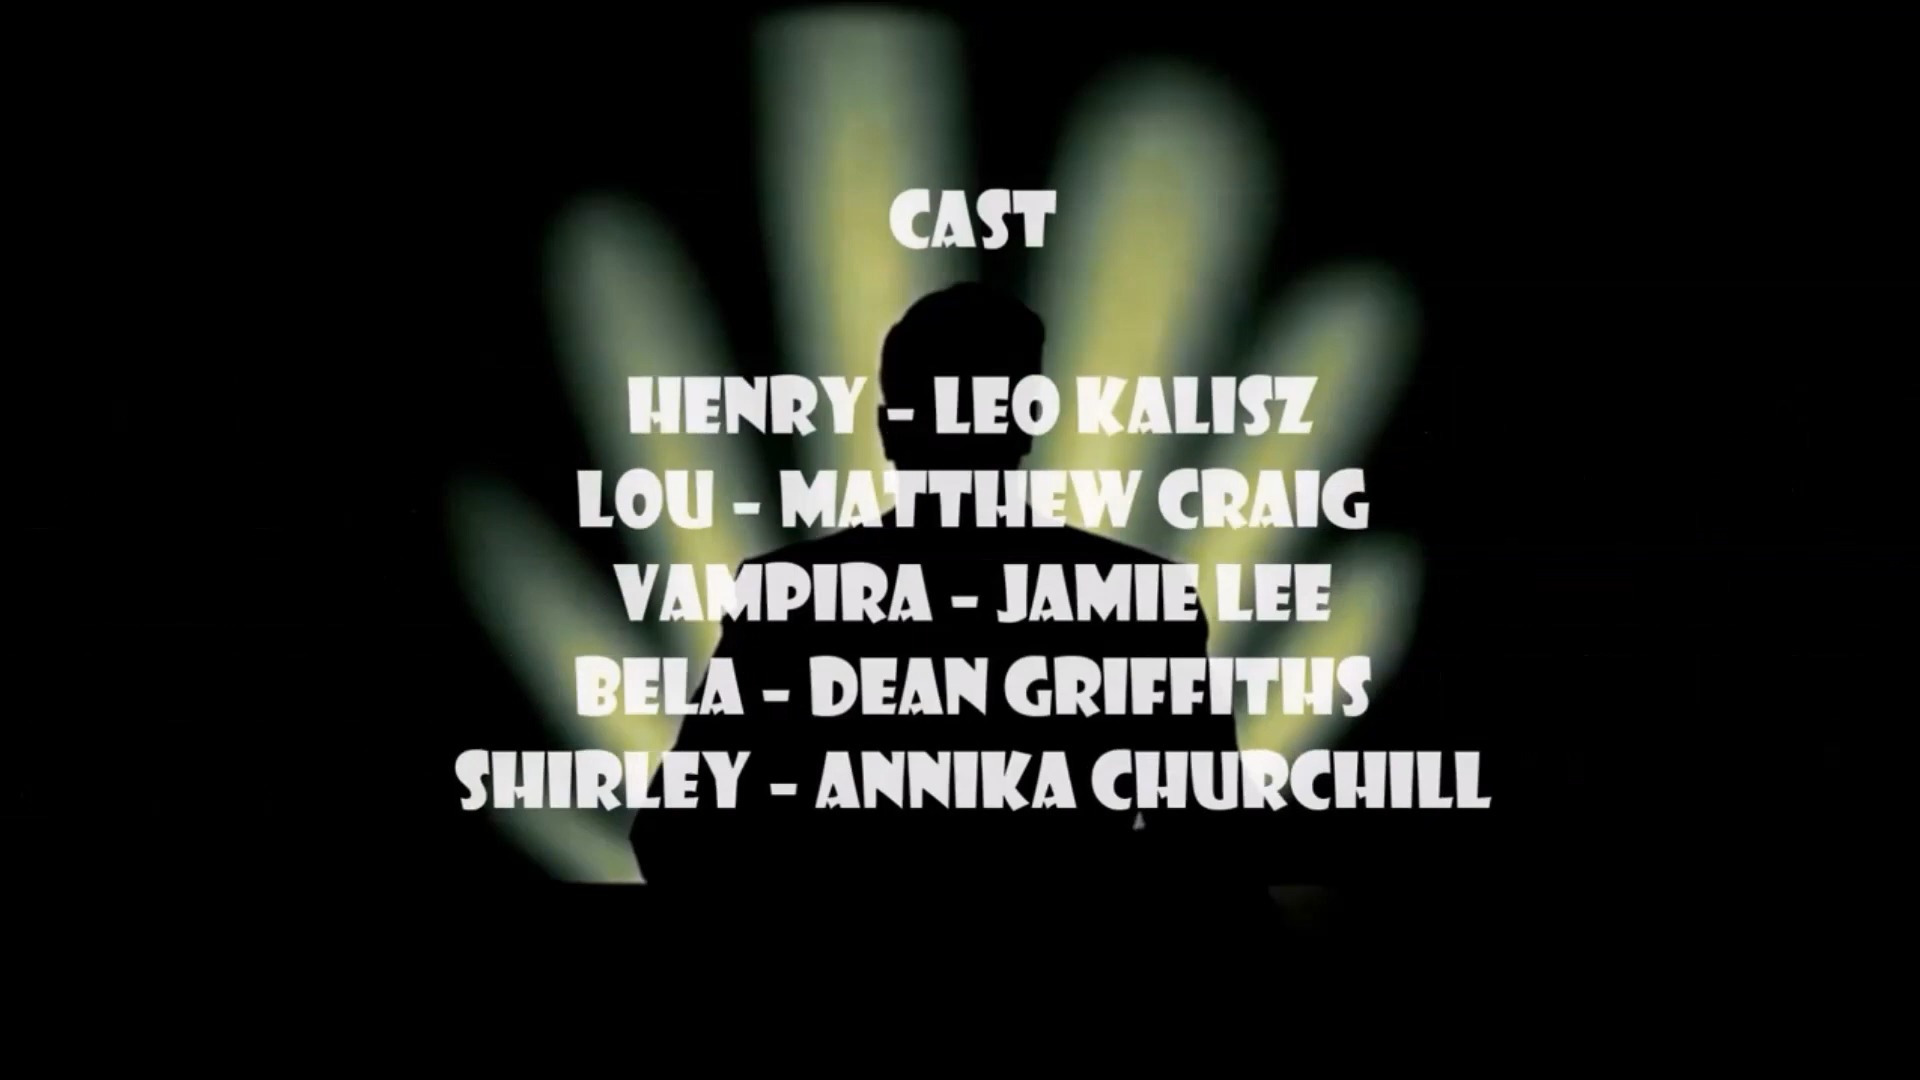 CAST
HENRY - LEO KALISZ
LOU - MATTHEW CRAIG
VAMPIRA - JAMIE LEE
BELA - DEAN GRIFFITHS
SHIRLEY - ANNIKA CHURCHILL